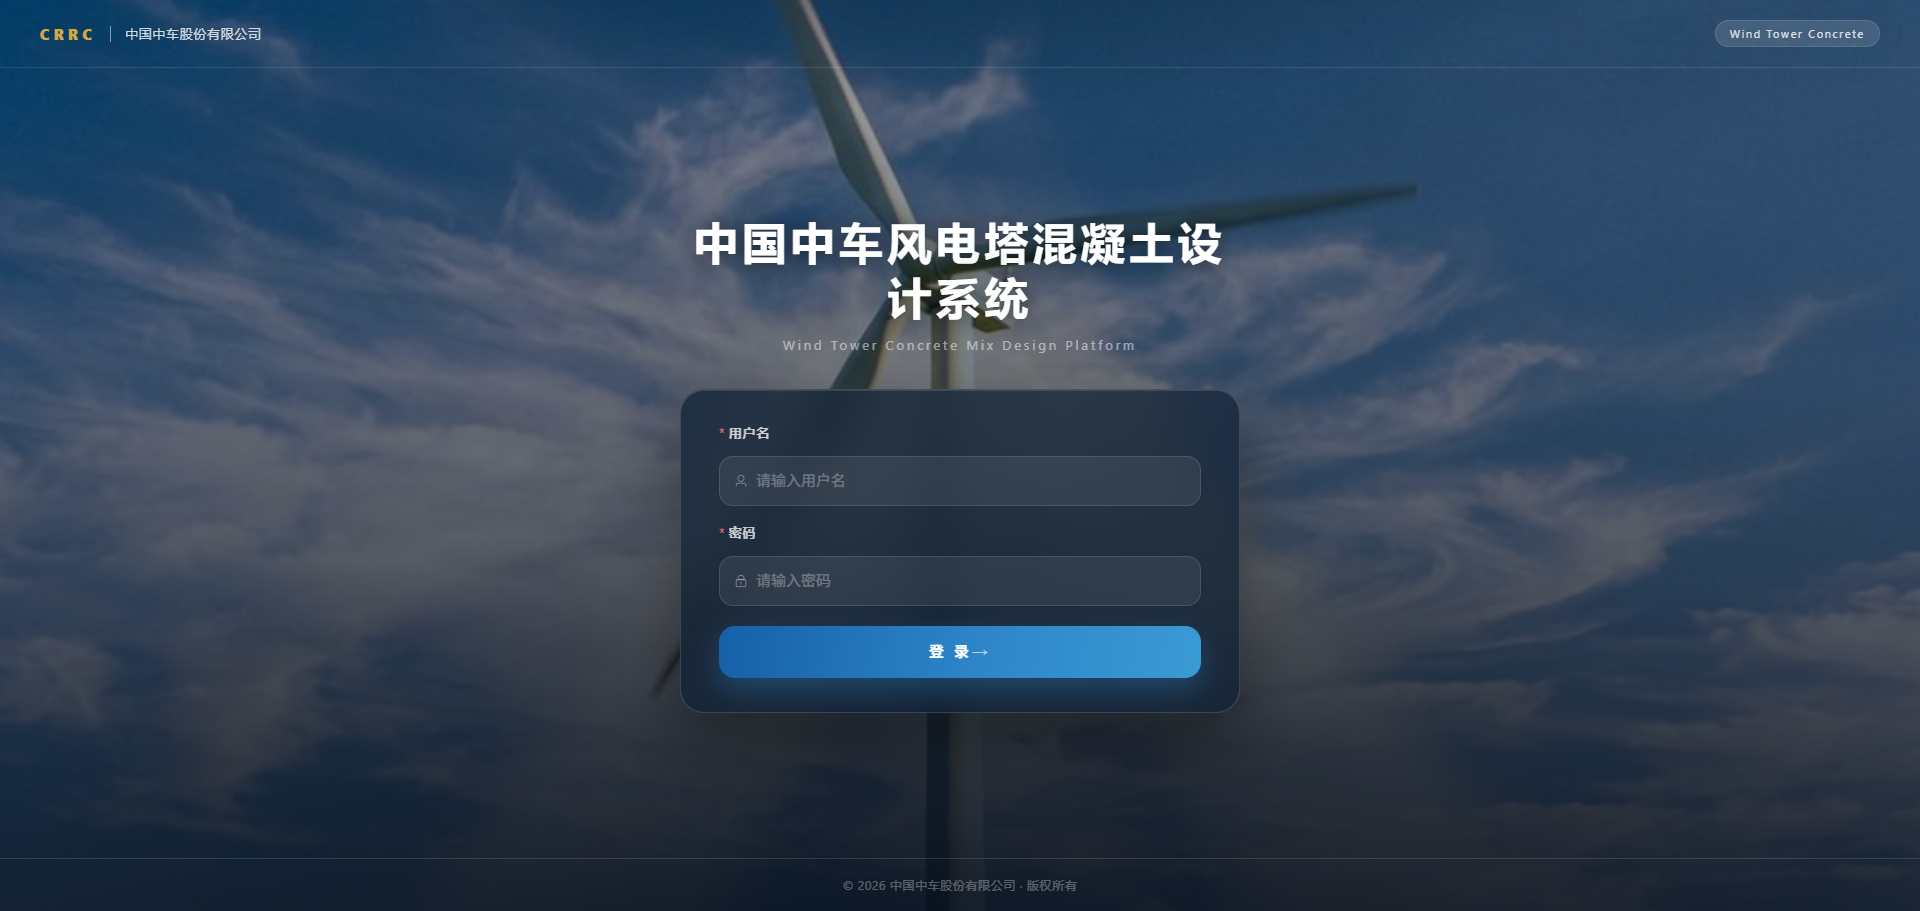 CRRC
中国中车股份有限公司
Wind Tower Concrete
中国中车风电塔混凝土设
计系统
Wind Tower Concrete Mix Design Platform
* 用户名
请输入用户名
* 密码
请输入密码
登 录→
© 2026 中国中车股份有限公司 · 版权所有